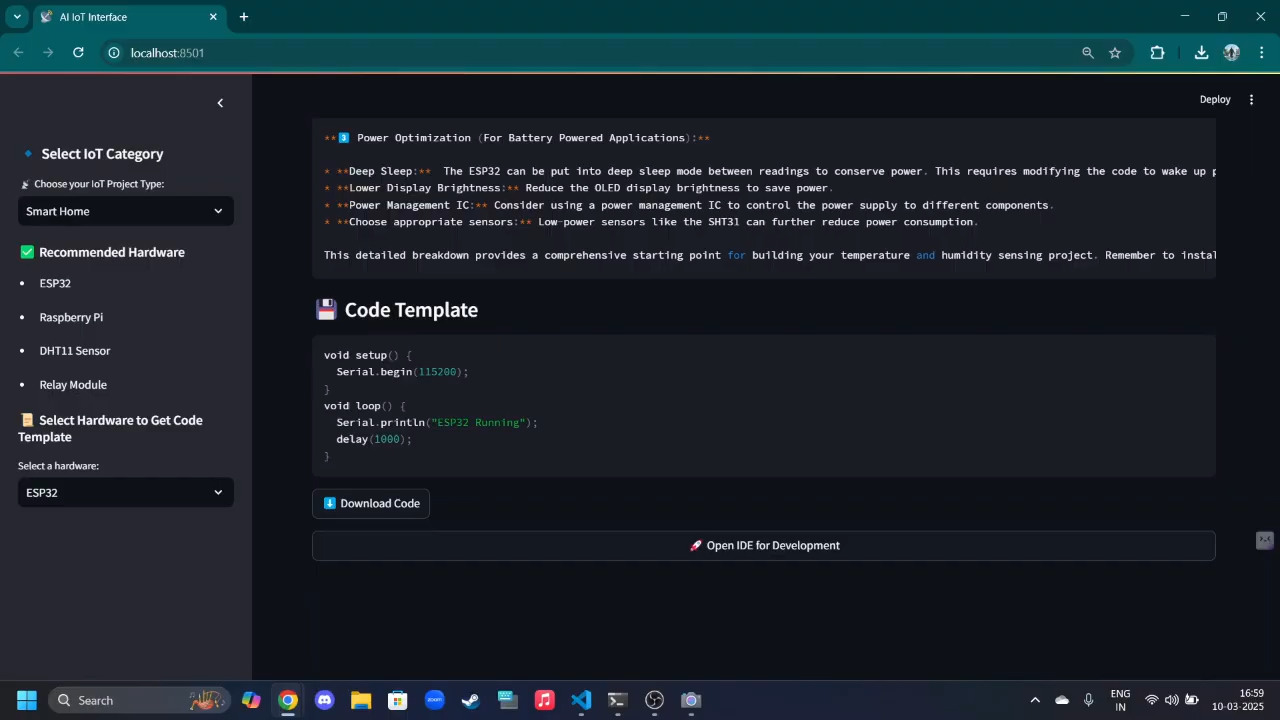 AI IoT Interface
localhost:8501
Deploy
🔹 Select IoT Category
📡 Choose your IoT Project Type:
Smart Home
✅ Recommended Hardware
• ESP32
• Raspberry Pi
• DHT11 Sensor
• Relay Module
📜 Select Hardware to Get Code
Template
Select a hardware:
ESP32
**3️⃣ Power Optimization (For Battery Powered Applications):**
* **Deep Sleep:**  The ESP32 can be put into deep sleep mode between readings to conserve power. This requires modifying the code to wake up p
* **Lower Display Brightness:** Reduce the OLED display brightness to save power.
* **Power Management IC:** Consider using a power management IC to control the power supply to different components.
* **Choose appropriate sensors:** Low-power sensors like the SHT31 can further reduce power consumption.
This detailed breakdown provides a comprehensive starting point for building your temperature and humidity sensing project. Remember to instal
💾 Code Template
void setup() {
  Serial.begin(115200);
}
void loop() {
  Serial.println("ESP32 Running");
  delay(1000);
}
⬇️ Download Code
🚀 Open IDE for Development
Search
zoom
ENG
IN
16:59
10-03-2025